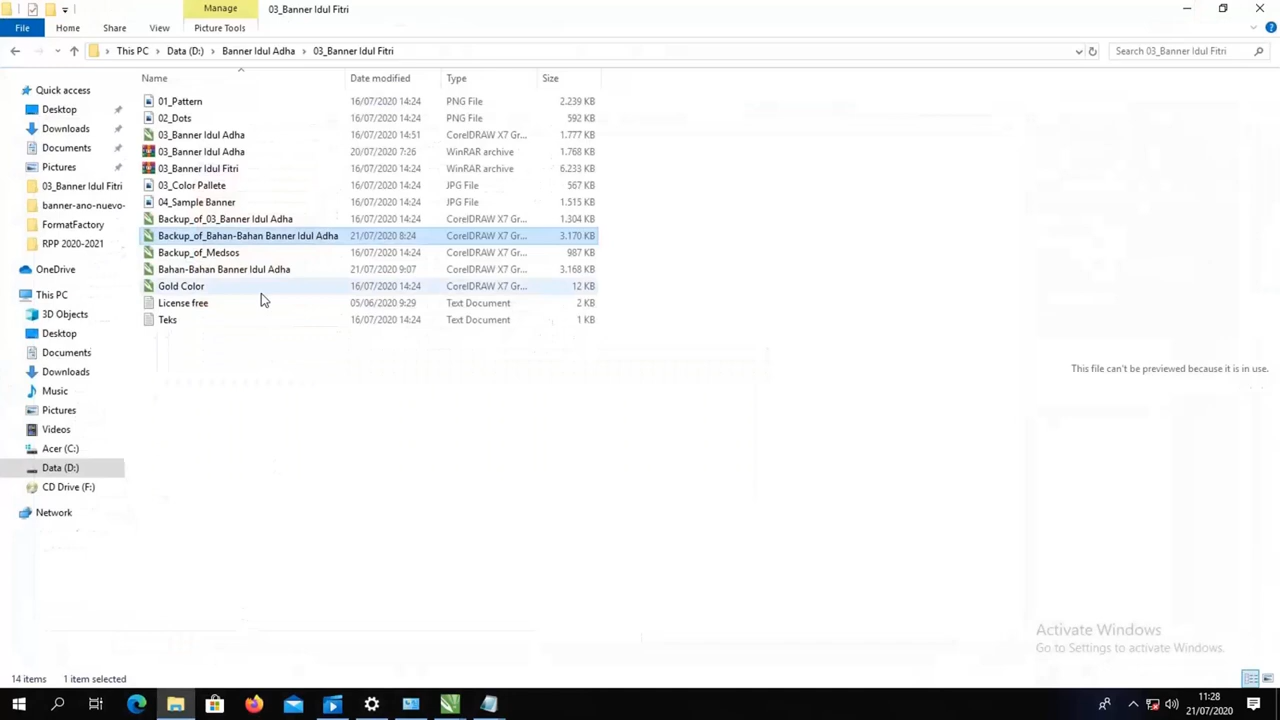 Manage
03_Banner Idul Fitri
File
Home
Share
View
Picture Tools
This PC
Data (D:)
Banner Idul Adha
03_Banner Idul Fitri
Search 03_Banner Idul Fitri
Name
Date modified
Type
Size
Quick access
Desktop
Downloads
Documents
Pictures
03_Banner Idul Fitri
banner-ano-nuevo-
FormatFactory
RPP 2020-2021
OneDrive
This PC
3D Objects
Desktop
Documents
Downloads
Music
Pictures
Videos
Acer (C:)
Data (D:)
CD Drive (F:)
Network
01_Pattern 16/07/2020 14:24 PNG File 2.239 KB
02_Dots 16/07/2020 14:24 PNG File 592 KB
03_Banner Idul Adha 16/07/2020 14:51 CorelDRAW X7 Gr... 1.777 KB
03_Banner Idul Adha 20/07/2020 7:26 WinRAR archive 1.768 KB
03_Banner Idul Fitri 16/07/2020 14:24 WinRAR archive 6.233 KB
03_Color Pallete 16/07/2020 14:24 JPG File 567 KB
04_Sample Banner 16/07/2020 14:24 JPG File 1.515 KB
Backup_of_03_Banner Idul Adha 16/07/2020 14:24 CorelDRAW X7 Gr... 1.304 KB
Backup_of_Bahan-Bahan Banner Idul Adha 21/07/2020 8:24 CorelDRAW X7 Gr... 3.170 KB
Backup_of_Medsos 16/07/2020 14:24 CorelDRAW X7 Gr... 987 KB
Bahan-Bahan Banner Idul Adha 21/07/2020 9:07 CorelDRAW X7 Gr... 3.168 KB
Gold Color 16/07/2020 14:24 CorelDRAW X7 Gr... 12 KB
License free 05/06/2020 9:29 Text Document 2 KB
Teks 16/07/2020 14:24 Text Document 1 KB
This file can't be previewed because it is in use.
Activate Windows
Go to Settings to activate Windows.
14 items
1 item selected
11:28
21/07/2020